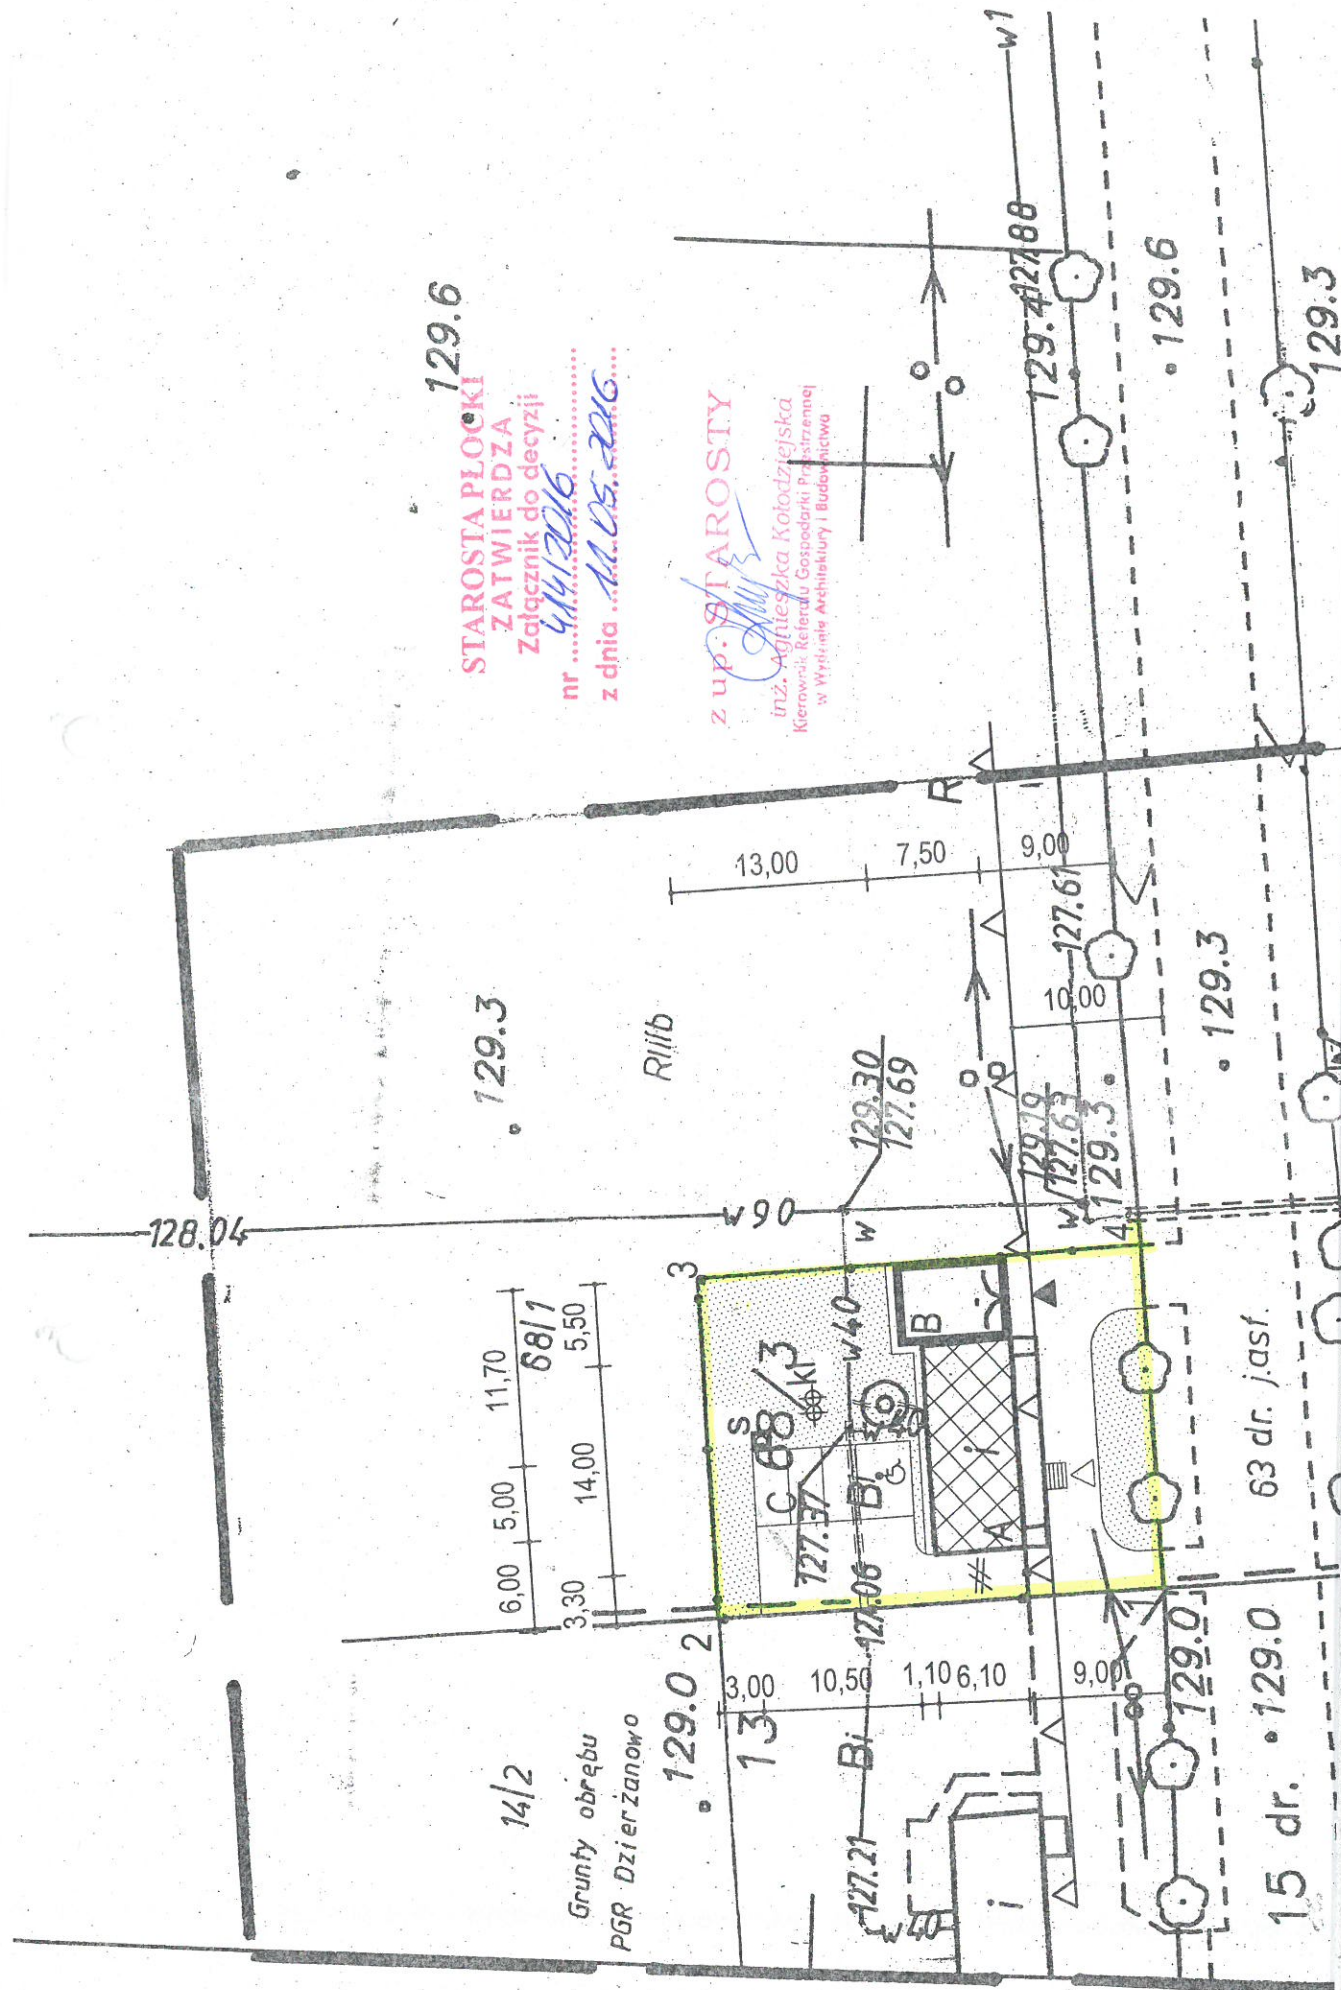 129.6
STAROSTA PŁOCKI
ZATWIERDZA
Załącznik do decyzji
nr 414/2016
z dnia 11.05.2016
z up. STAROSTY
inż. Agnieszka Kołodziejska
Kierownik Referatu Gospodarki Przestrzennej
w Wydziale Architektury i Budownictwa
w1
127.88
129.4
129.6
129.3
R
13,00
7,50
9,00
127.61
10,00
129.3
129.3
RIIIb
129.30
127.69
129.19
127.63
129.3
w
128.04
w90
w
3
4
68/1
11,70
5,00
6,00
5,50
14,00
3,30
S
68/3
kl
w40
B
C
127.37
Bi
i
A
127.06
1
2
63 dr. j.asf.
14/2
Grunty obrębu
PGR Dzierżanowo
129.0
13
3,00
10,50
1,10
6,10
9,00
Bi
127.21
i
129.0
129.0
15 dr.